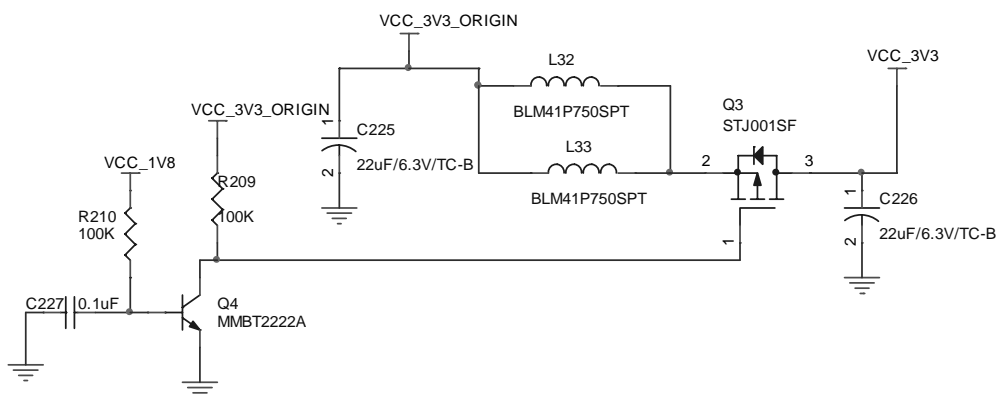 VCC_3V3_ORIGIN
L32
BLM41P750SPT
VCC_3V3
Q3
STJ001SF
VCC_3V3_ORIGIN
1
C225
22uF/6.3V/TC-B
2
L33
BLM41P750SPT
2
3
VCC_1V8
R209
100K
R210
100K
1
C226
22uF/6.3V/TC-B
2
1
C227
0.1uF
Q4
MMBT2222A